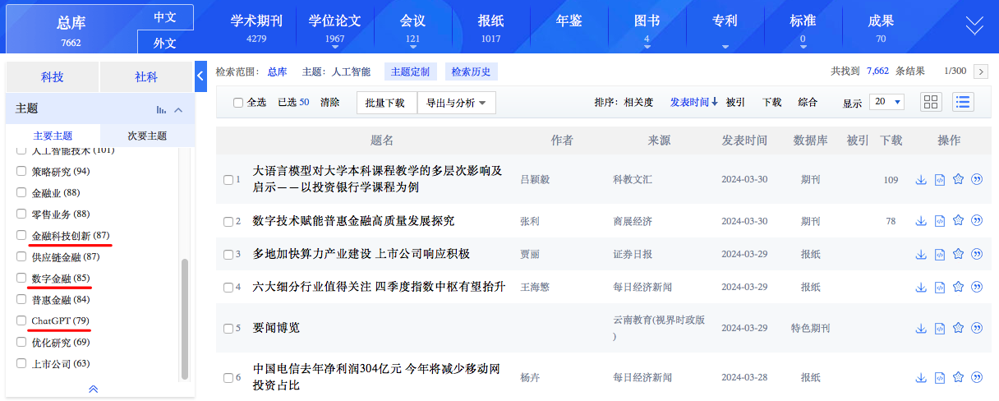 总库
7662
中文
外文
学术期刊
4279
学位论文
1967
会议
121
报纸
1017
年鉴
图书
4
专利
标准
0
成果
70
科技
社科
主题
主要主题
次要主题
人工智能技术(101)
策略研究(94)
金融业(88)
零售业务(88)
金融科技创新(87)
供应链金融(87)
数字金融(85)
普惠金融(84)
ChatGPT(79)
优化研究(69)
上市公司(63)
检索范围：总库 主题：人工智能 主题定制 检索历史 共找到 7,662 条结果 1/300
全选 已选 50 清除 批量下载 导出与分析 排序：相关度 发表时间↓ 被引 下载 综合 显示 20
题名 作者 来源 发表时间 数据库 被引 下载 操作
1 大语言模型对大学本科课程教学的多层次影响及
启示——以投资银行学课程为例
吕颖毅 科教文汇 2024-03-30 期刊 109
2 数字技术赋能普惠金融高质量发展探究 张利 商展经济 2024-03-30 期刊 78
3 多地加快算力产业建设 上市公司响应积极 贾丽 证券日报 2024-03-29 报纸
4 六大细分行业值得关注 四季度指数中枢有望抬升 王海慜 每日经济新闻 2024-03-29 报纸
5 要闻博览 云南教育(视界时政版
) 2024-03-29 特色期刊
6 中国电信去年净利润304亿元 今年将减少移动网
投资占比
杨卉 每日经济新闻 2024-03-28 报纸